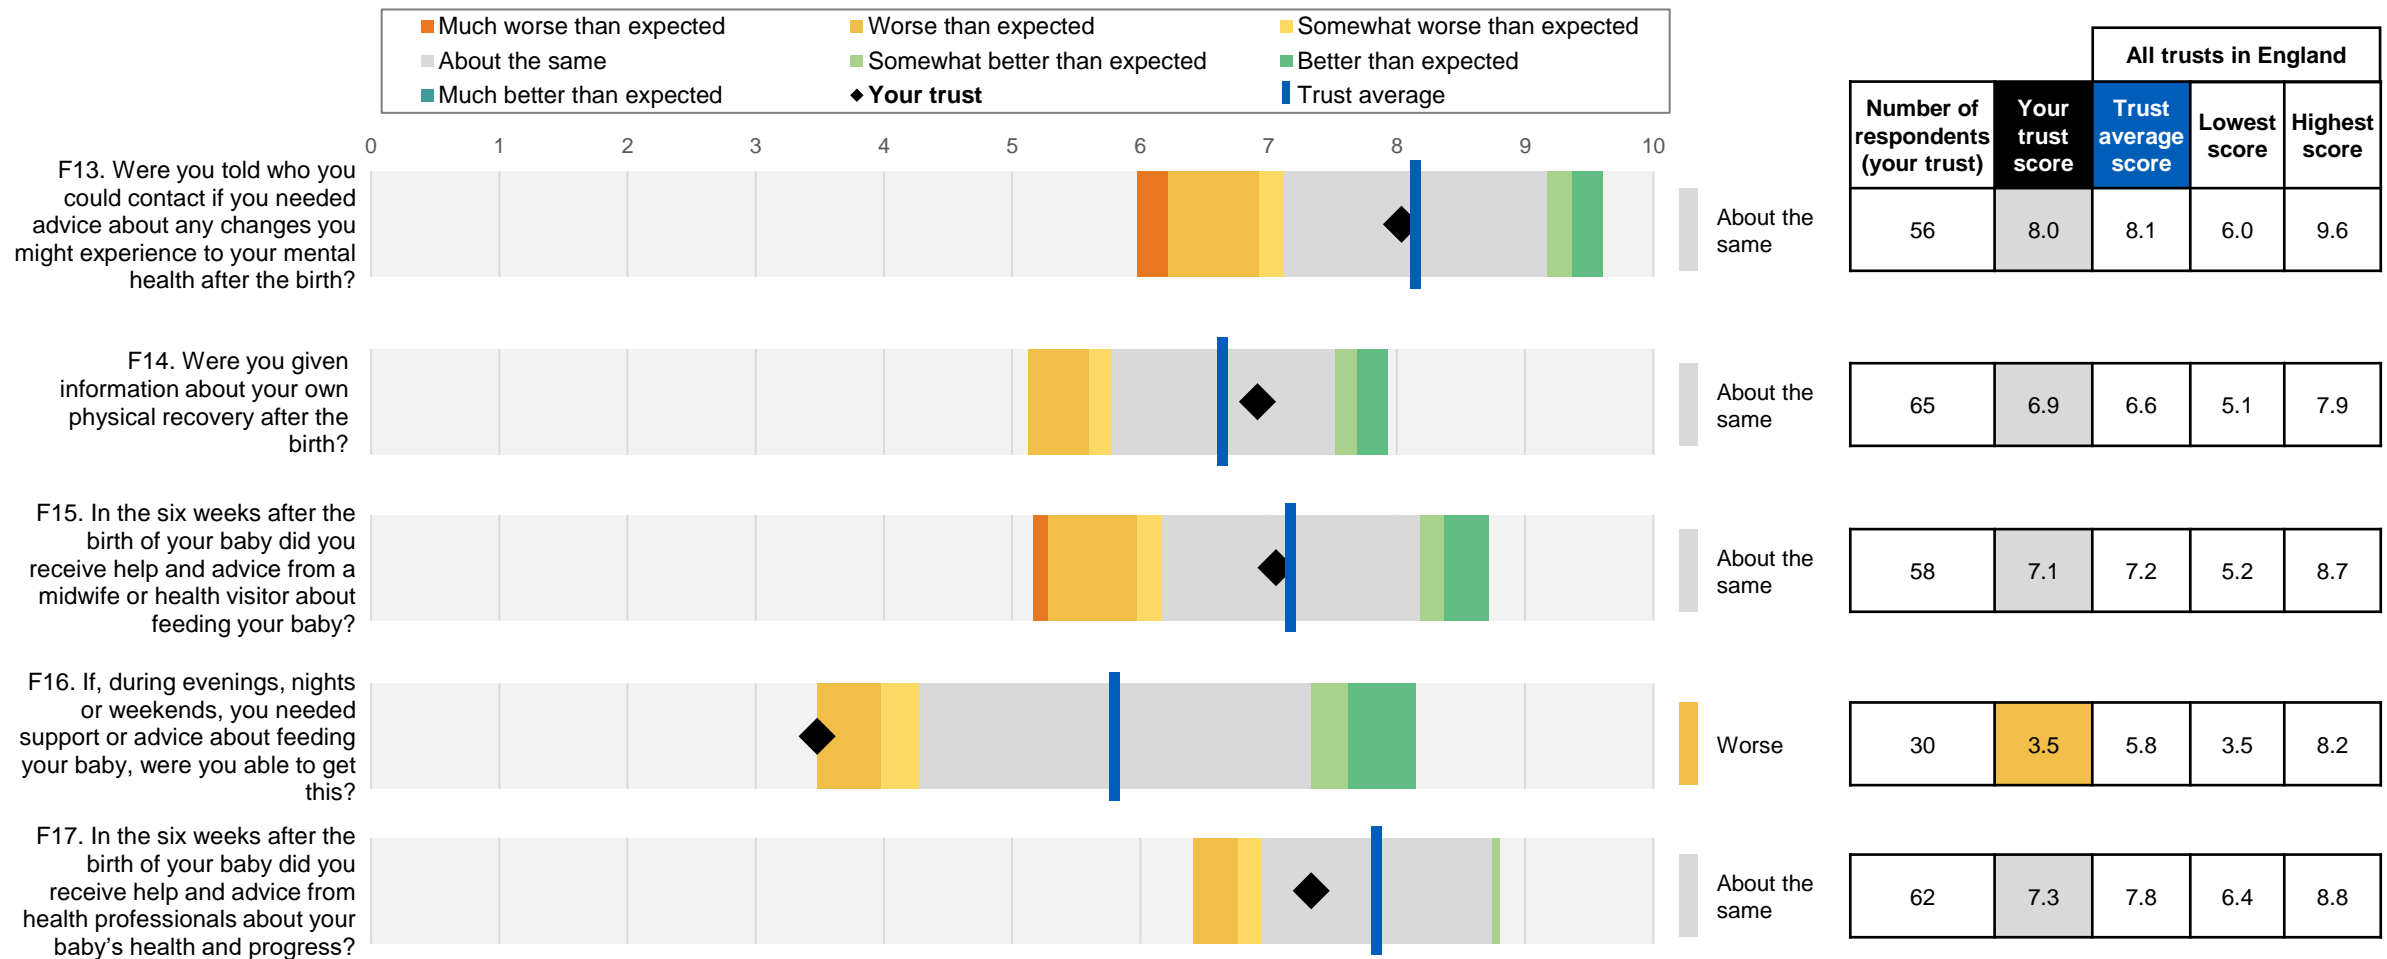 Much worse than expected
Worse than expected
Somewhat worse than expected
About the same
Somewhat better than expected
Better than expected
Much better than expected
Your trust
Trust average
All trusts in England
Number of
respondents
(your trust)
Your
trust
score
Trust
average
score
Lowest
score
Highest
score
0 1 2 3 4 5 6 7 8 9 10
F13. Were you told who you
could contact if you needed
advice about any changes you
might experience to your mental
health after the birth?
About the
same
56 8.0 8.1 6.0 9.6
F14. Were you given
information about your own
physical recovery after the
birth?
About the
same
65 6.9 6.6 5.1 7.9
F15. In the six weeks after the
birth of your baby did you
receive help and advice from a
midwife or health visitor about
feeding your baby?
About the
same
58 7.1 7.2 5.2 8.7
F16. If, during evenings, nights
or weekends, you needed
support or advice about feeding
your baby, were you able to get
this?
Worse
30 3.5 5.8 3.5 8.2
F17. In the six weeks after the
birth of your baby did you
receive help and advice from
health professionals about your
baby’s health and progress?
About the
same
62 7.3 7.8 6.4 8.8